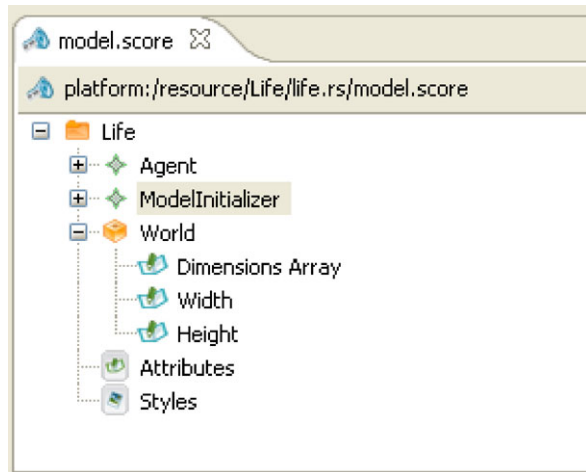 model.score
platform:/resource/Life/life.rs/model.score
Life
Agent
ModelInitializer
World
Dimensions Array
Width
Height
Attributes
Styles